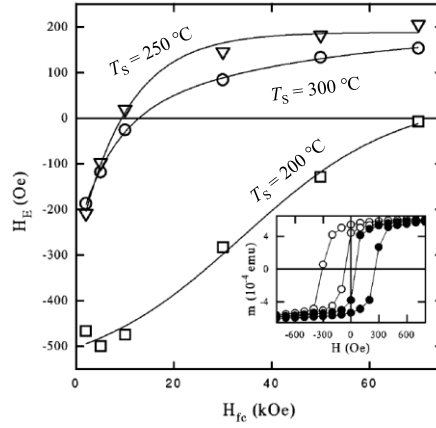 200
100
0
-100
-200
-300
-400
-500
H_E (Oe)
T_S = 250 °C
T_S = 300 °C
T_S = 200 °C
4
0
-4
m (10⁻⁴ emu)
-600 -300 0 300 600
H (Oe)
0 20 40 60
H_fc (kOe)